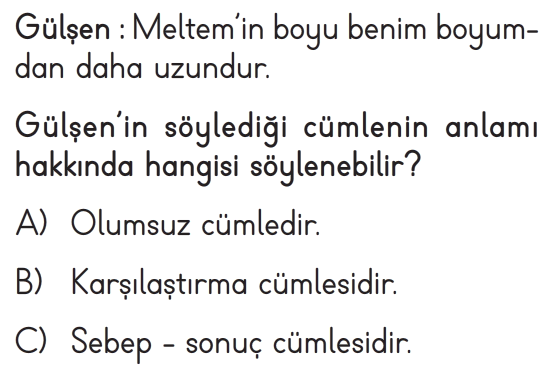 Gülşen : Meltem'in boyu benim boyum-
dan daha uzundur.
Gülşen'in söylediği cümlenin anlamı
hakkında hangisi söylenebilir?
A) Olumsuz cümledir.
B) Karşılaştırma cümlesidir.
C) Sebep - sonuç cümlesidir.